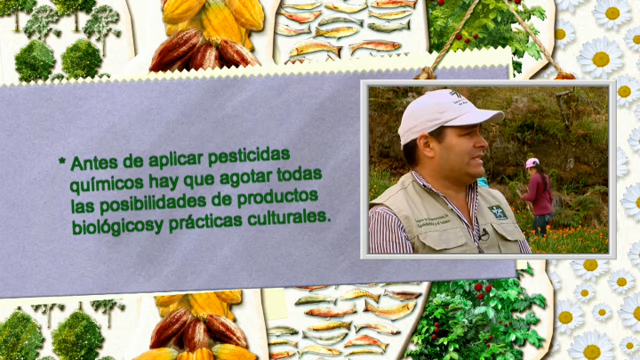 * Antes de aplicar pesticidas
químicos hay que agotar todas
las posibilidades de productos
biológicosy prácticas culturales.